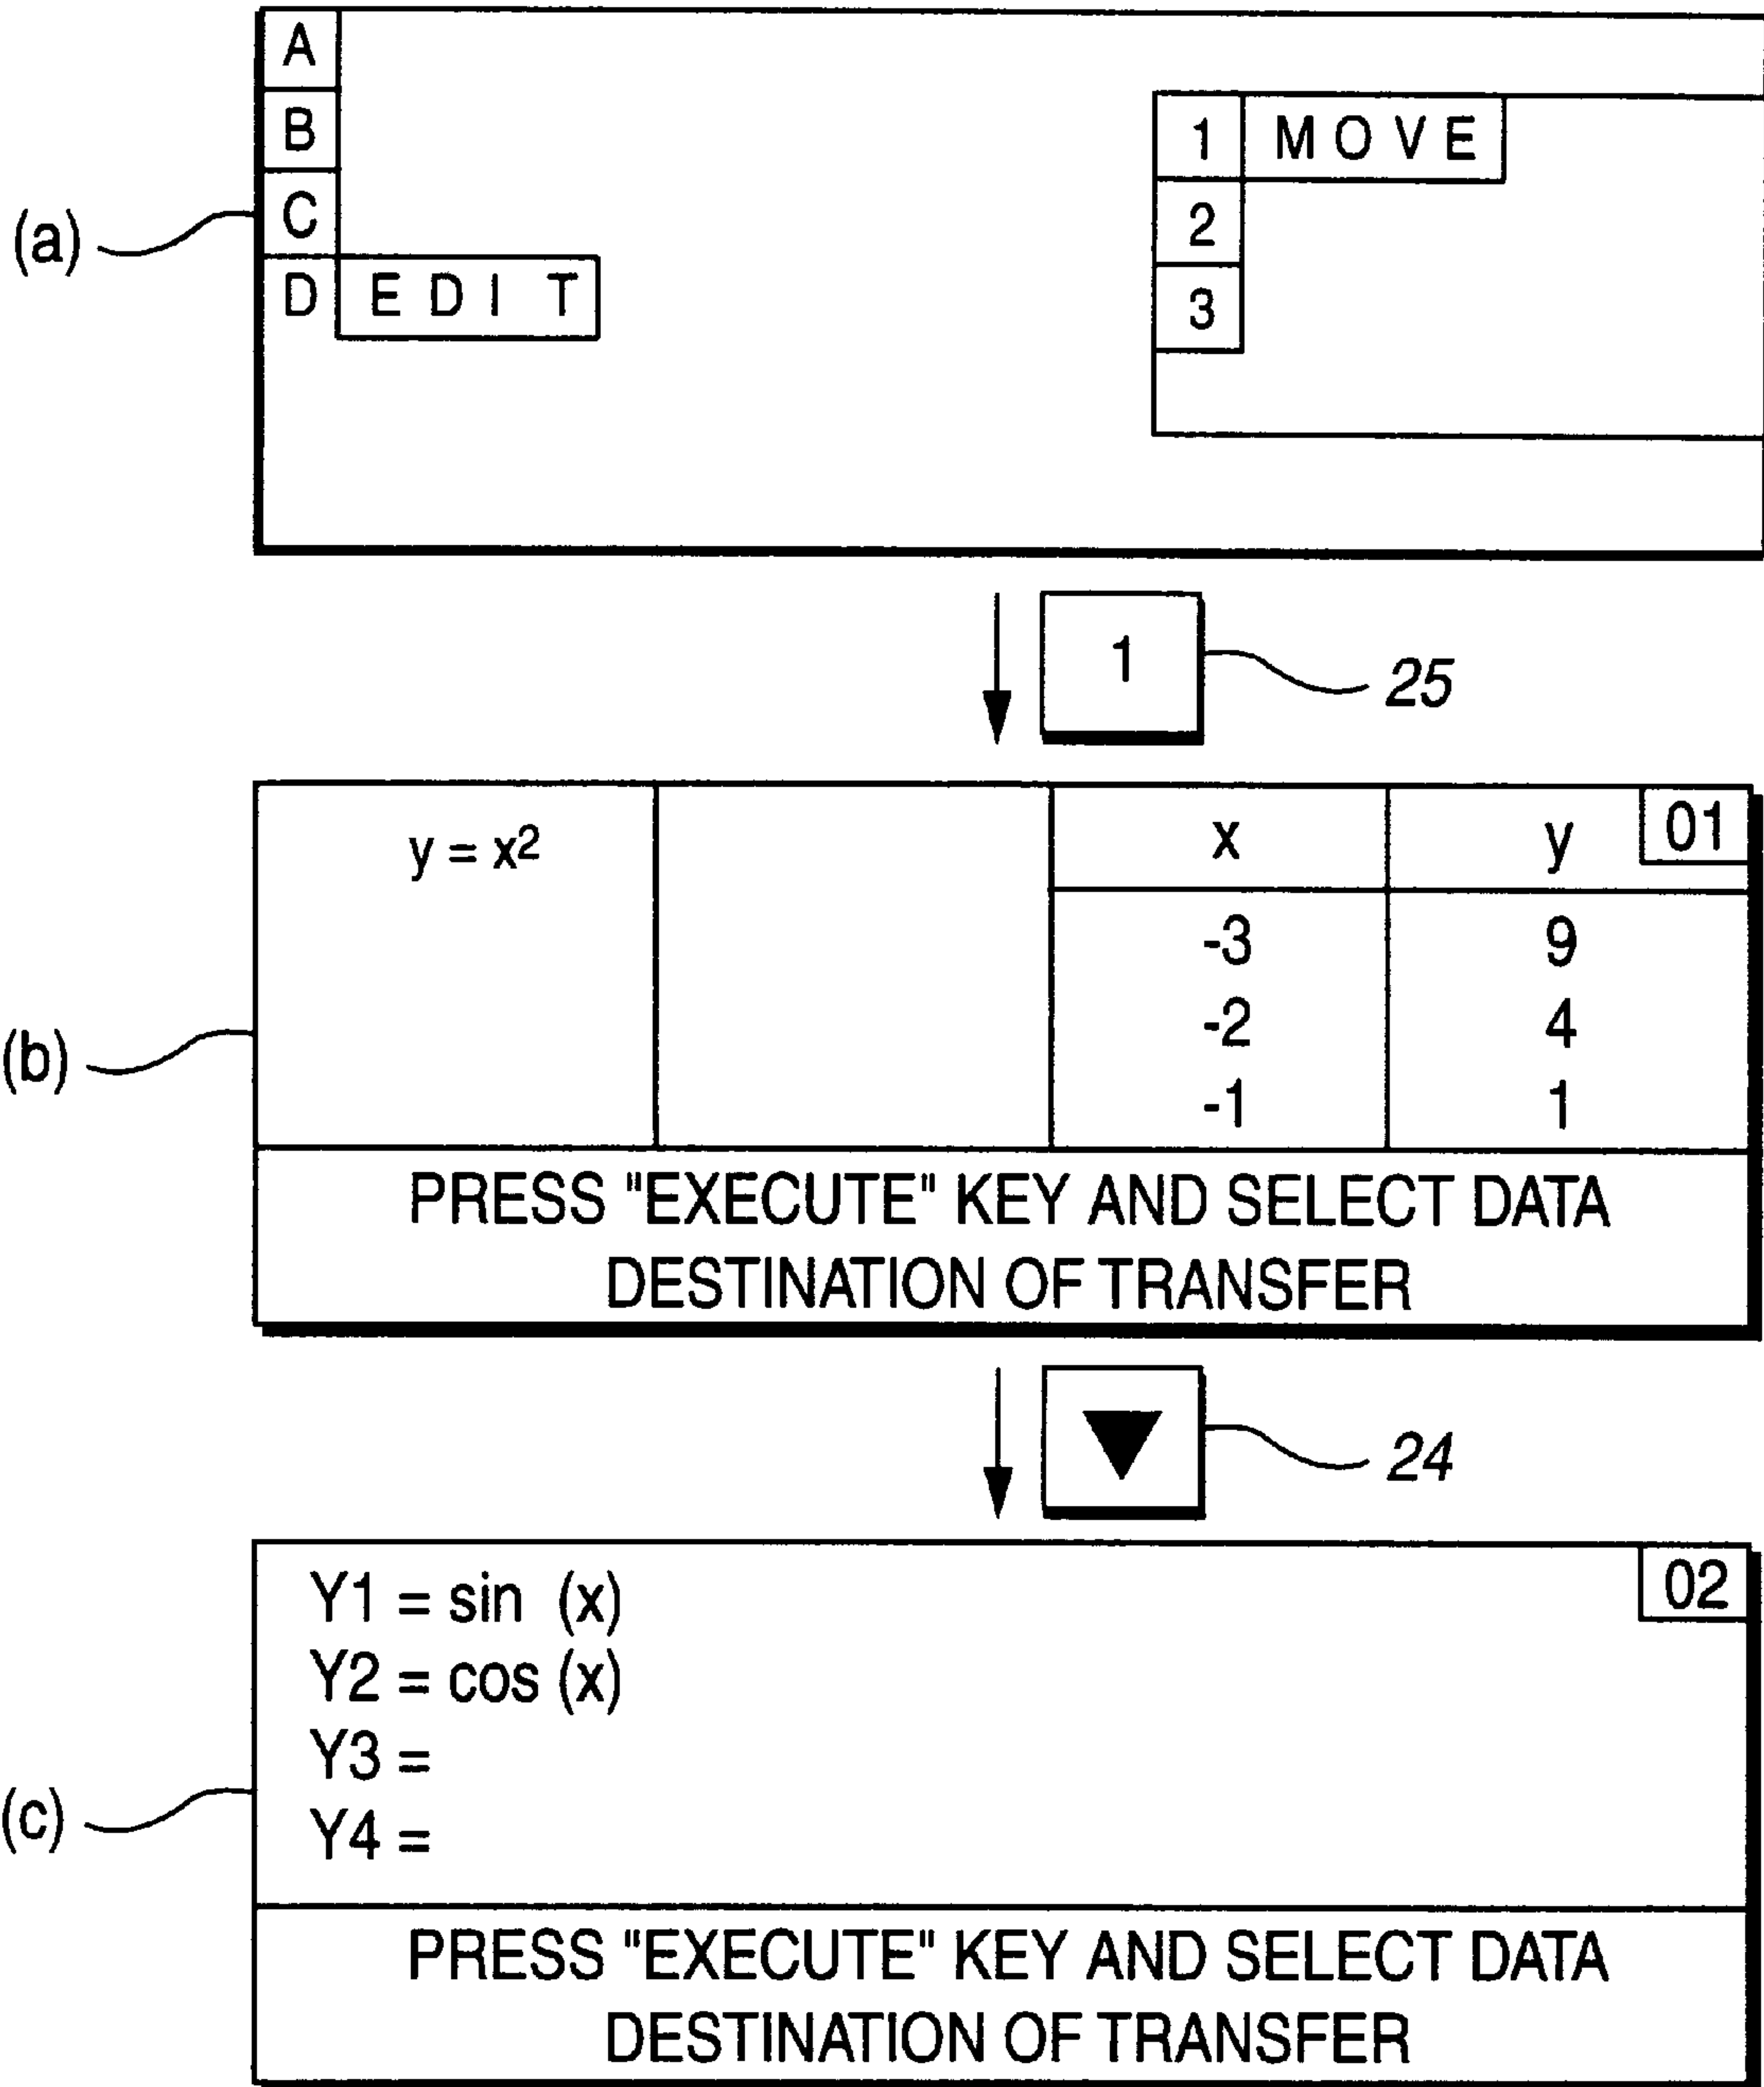 A
B
1 M O V E
(a) C
2
D E D I T
3
1
25
y = x² x y 01
-3 9
-2 4
(b)
-1 1
PRESS "EXECUTE" KEY AND SELECT DATA
DESTINATION OF TRANSFER
24
Y1 = sin (x) 02
Y2 = cos (x)
Y3 =
(c)
Y4 =
PRESS "EXECUTE" KEY AND SELECT DATA
DESTINATION OF TRANSFER